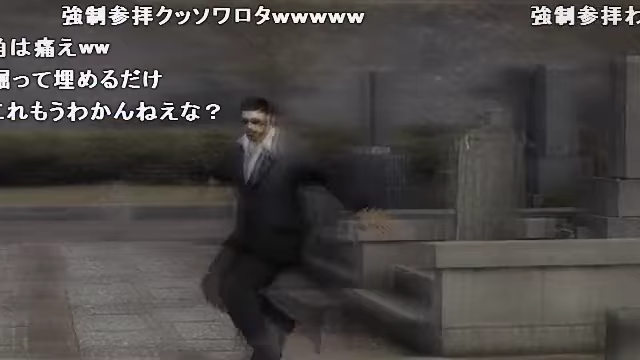 強制参拝クッソワロタwwwww
強制参拝わ
角は痛えww
掘って埋めるだけ
これもうわかんねえな？